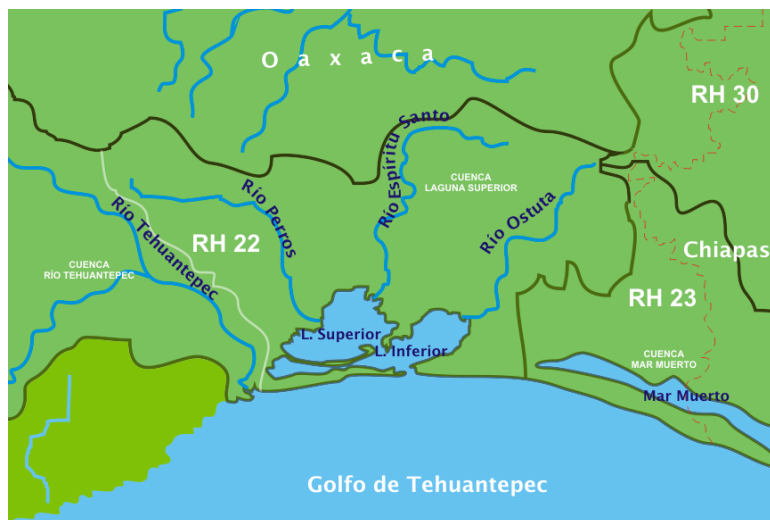 Oaxaca
RH 30
Río Espíritu Santo
CUENCA
LAGUNA SUPERIOR
Río Perros
Río Tehuantepec
Río Ostuta
RH 22
Chiapas
CUENCA
RÍO TEHUANTEPEC
RH 23
L. Superior
L. Inferior
CUENCA
MAR MUERTO
Mar Muerto
Golfo de Tehuantepec